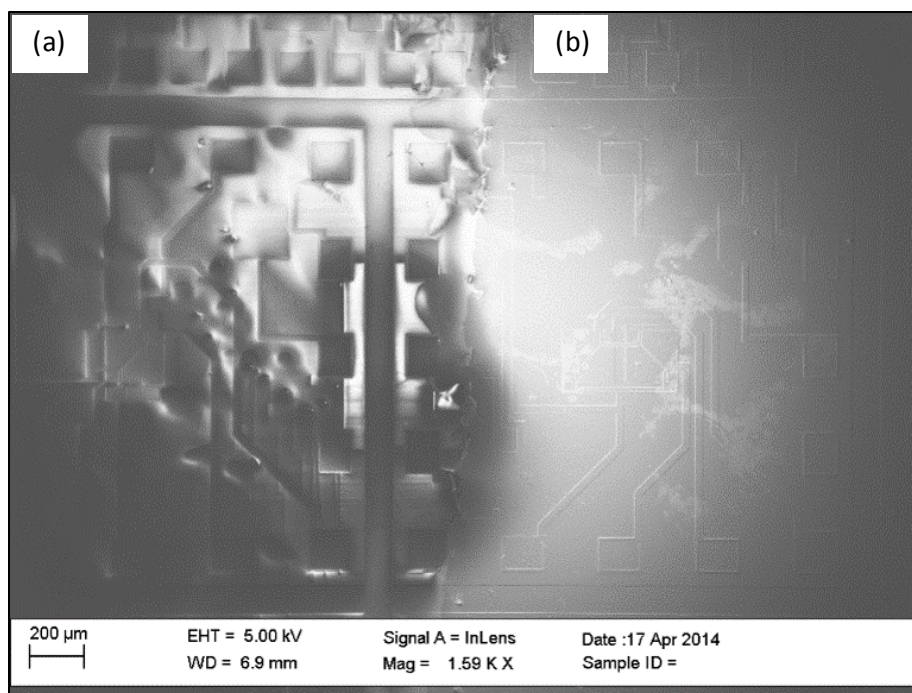 (a) (b)
200 µm EHT = 5.00 kV Signal A = InLens Date :17 Apr 2014
WD = 6.9 mm Mag = 1.59 K X Sample ID =